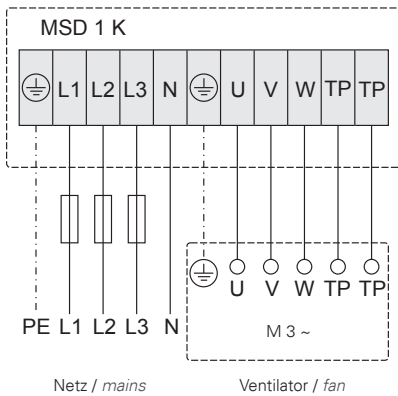 MSD 1 K
L1 L2 L3 N U V W TP TP
U V W TP TP
PE L1 L2 L3 N
M 3 ~
Netz / mains Ventilator / fan